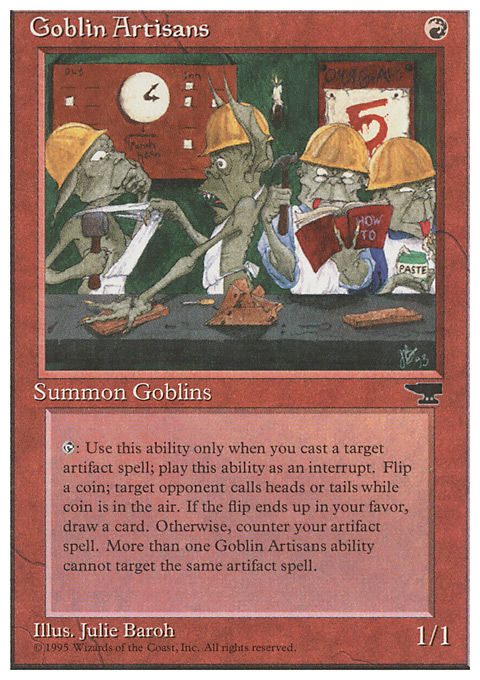 Goblin Artisans
Out
Inn
5
HOW
TO
PASTE
Summon Goblins
: Use this ability only when you cast a target
artifact spell; play this ability as an interrupt. Flip
a coin; target opponent calls heads or tails while
coin is in the air. If the flip ends up in your favor,
draw a card. Otherwise, counter your artifact
spell. More than one Goblin Artisans ability
cannot target the same artifact spell.
Illus. Julie Baroh
1/1
© 1995 Wizards of the Coast, Inc. All rights reserved.